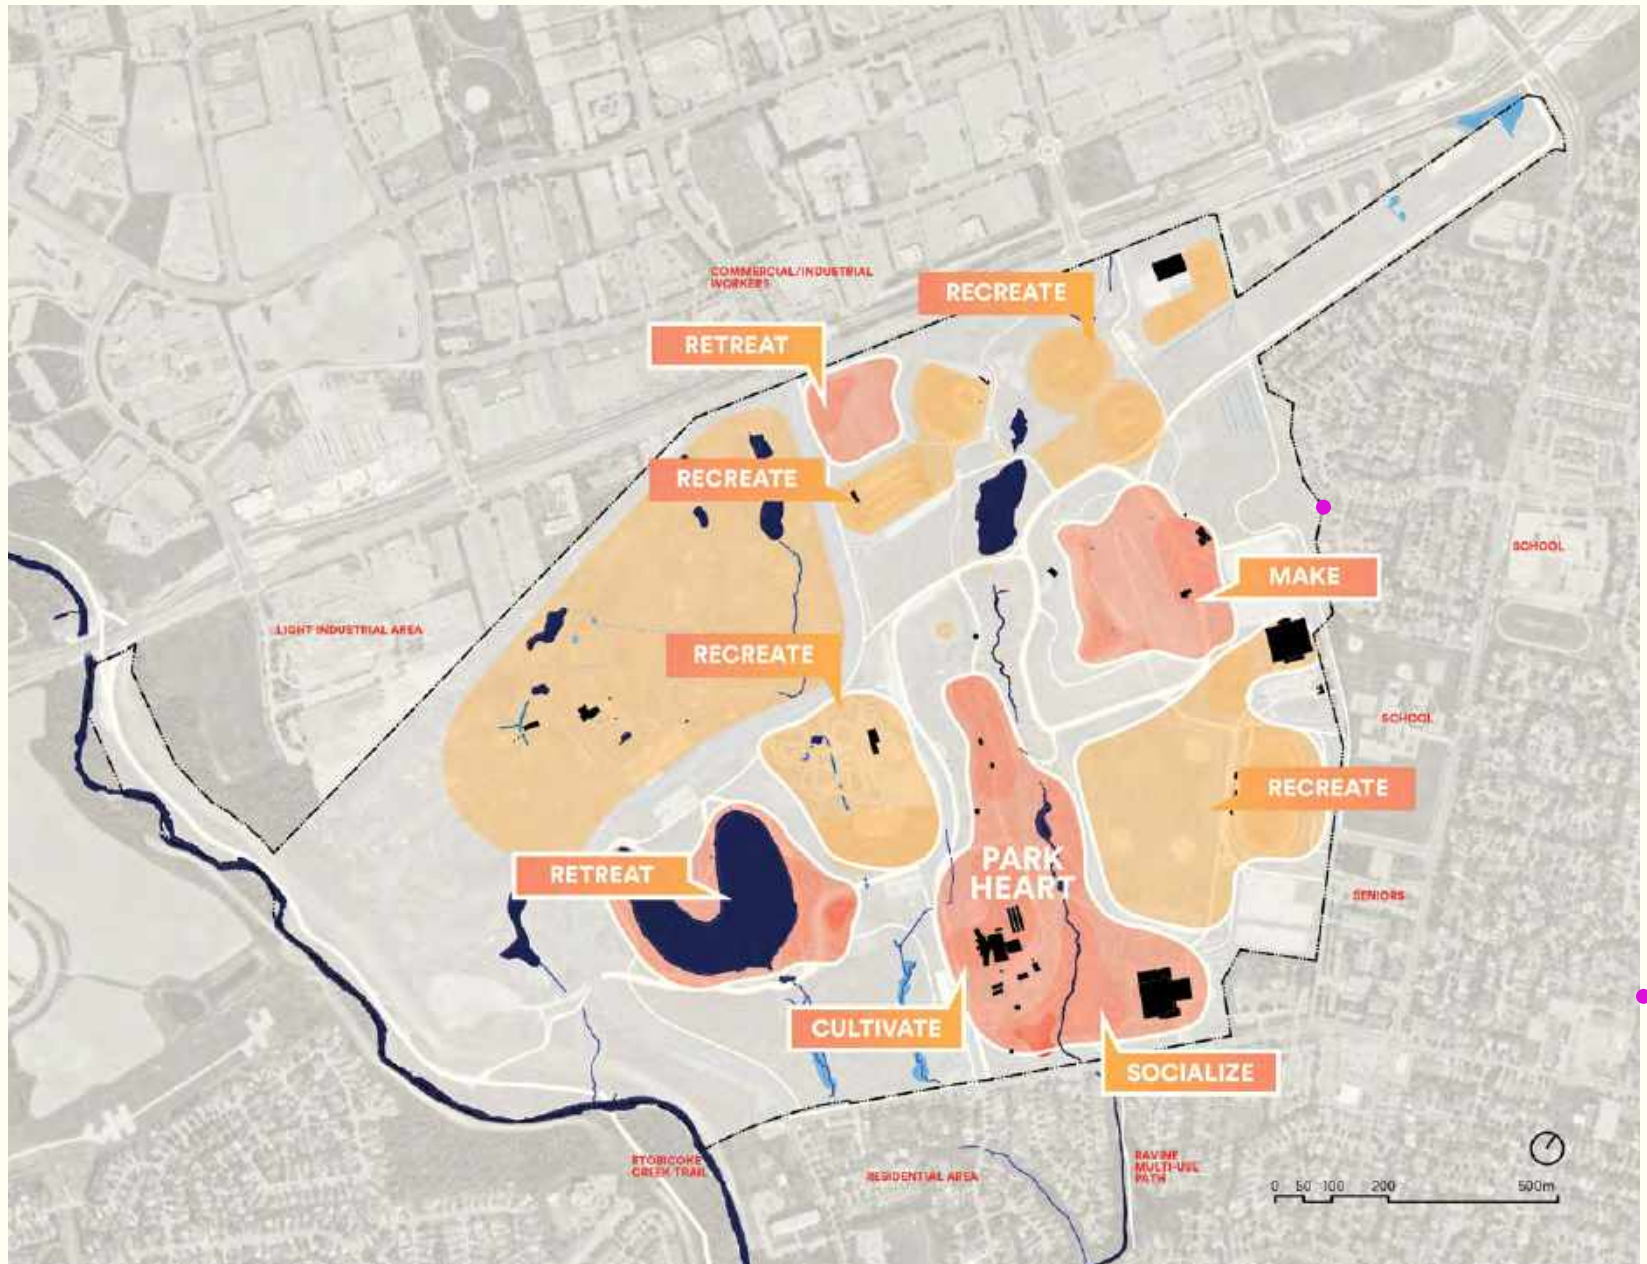 COMMERCIAL/INDUSTRIAL
WORKERS
RECREATE
RETREAT
RECREATE
SCHOOL
MAKE
LIGHT INDUSTRIAL AREA
RECREATE
SCHOOL
RECREATE
PARK
HEART
RETREAT
SENIORS
CULTIVATE
SOCIALIZE
ETOBICOKE
CREEK TRAIL
RESIDENTIAL AREA
RAVINE
MULTI-USE
PATH
0 50 100 200 500m